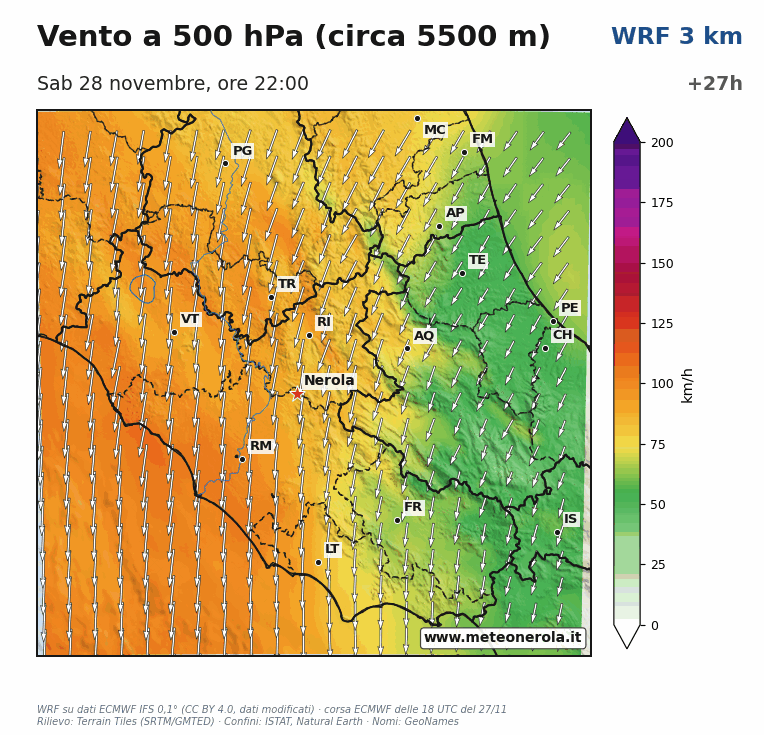 Vento a 500 hPa (circa 5500 m)
WRF 3 km
Sab 28 novembre, ore 22:00
+27h
MC
FM
PG
AP
TE
TR
PE
VT
RI
CH
AQ
Nerola
RM
FR
IS
LT
www.meteonerola.it
200
175
150
125
100
75
50
25
0
km/h
WRF su dati ECMWF IFS 0,1° (CC BY 4.0, dati modificati) · corsa ECMWF delle 18 UTC del 27/11
Rilievo: Terrain Tiles (SRTM/GMTED) · Confini: ISTAT, Natural Earth · Nomi: GeoNames